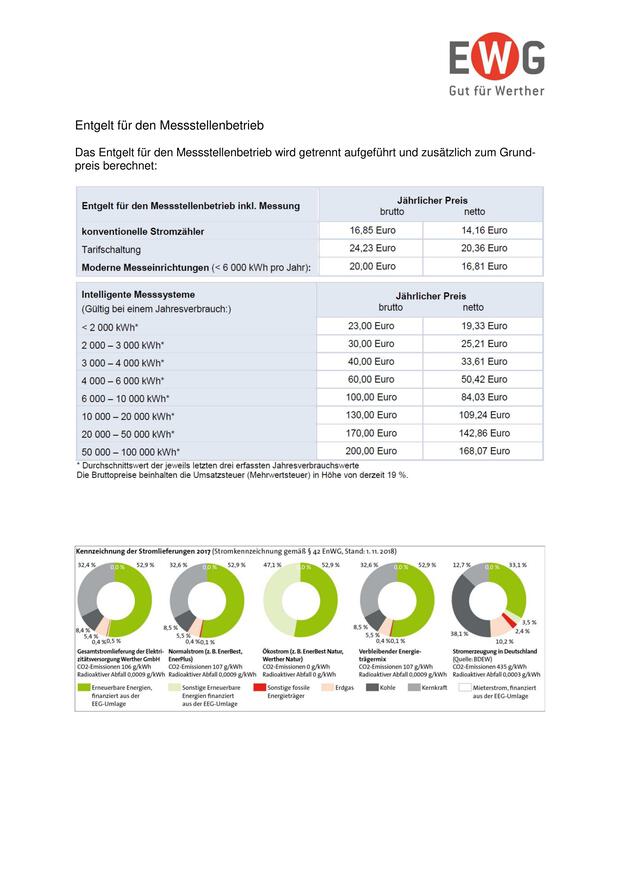 EWG
Gut für Werther
Entgelt für den Messstellenbetrieb
Das Entgelt für den Messstellenbetrieb wird getrennt aufgeführt und zusätzlich zum Grund-
preis berechnet:
Entgelt für den Messstellenbetrieb inkl. Messung Jährlicher Preis
brutto netto
konventionelle Stromzähler 16,85 Euro 14,16 Euro
Tarifschaltung 24,23 Euro 20,36 Euro
Moderne Messeinrichtungen (< 6 000 kWh pro Jahr): 20,00 Euro 16,81 Euro
Intelligente Messsysteme Jährlicher Preis
(Gültig bei einem Jahresverbrauch:) brutto netto
< 2 000 kWh* 23,00 Euro 19,33 Euro
2 000 – 3 000 kWh* 30,00 Euro 25,21 Euro
3 000 – 4 000 kWh* 40,00 Euro 33,61 Euro
4 000 – 6 000 kWh* 60,00 Euro 50,42 Euro
6 000 – 10 000 kWh* 100,00 Euro 84,03 Euro
10 000 – 20 000 kWh* 130,00 Euro 109,24 Euro
20 000 – 50 000 kWh* 170,00 Euro 142,86 Euro
50 000 – 100 000 kWh* 200,00 Euro 168,07 Euro
* Durchschnittswert der jeweils letzten drei erfassten Jahresverbrauchswerte
Die Bruttopreise beinhalten die Umsatzsteuer (Mehrwertsteuer) in Höhe von derzeit 19 %.
Kennzeichnung der Stromlieferungen 2017 (Stromkennzeichnung gemäß § 42 EnWG, Stand: 1. 11. 2018)
32,4 % 0,0 % 52,9 % 32,6 % 0,0 % 52,9 % 47,1 % 0,0 % 52,9 % 32,6 % 0,0 % 52,9 % 12,7 % 0,0 % 33,1 %
8,4 % 5,4 % 0,4 % 0,5 %
8,5 % 5,5 % 0,4 % 0,1 %
8,5 % 5,5 % 0,4 % 0,1 %
38,1 % 10,2 % 2,4 % 3,5 %
Gesamtstromlieferung der Elektri-
zitätsversorgung Werther GmbH
CO2-Emissionen 106 g/kWh
Radioaktiver Abfall 0,0009 g/kWh
Normalstrom (z. B. EnerBest,
EnerPlus)
CO2-Emissionen 107 g/kWh
Radioaktiver Abfall 0,0009 g/kWh
Ökostrom (z. B. EnerBest Natur,
Werther Natur)
CO2-Emissionen 0 g/kWh
Radioaktiver Abfall 0 g/kWh
Verbleibender Energie-
trägermix
CO2-Emissionen 107 g/kWh
Radioaktiver Abfall 0,0009 g/kWh
Stromerzeugung in Deutschland
(Quelle: BDEW)
CO2-Emissionen 435 g/kWh
Radioaktiver Abfall 0,0003 g/kWh
Erneuerbare Energien,
finanziert aus der
EEG-Umlage
Sonstige Erneuerbare
Energien finanziert
aus der EEG-Umlage
Sonstige fossile
Energieträger
Erdgas
Kohle
Kernkraft
Mieterstrom, finanziert
aus der EEG-Umlage